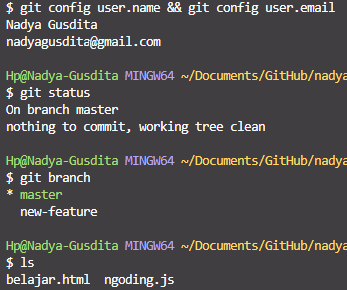 $ git config user.name && git config user.email
Nadya Gusdita
nadyagusdita@gmail.com
Hp@Nadya-Gusdita MINGW64 ~/Documents/GitHub/nadya
$ git status
On branch master
nothing to commit, working tree clean
Hp@Nadya-Gusdita MINGW64 ~/Documents/GitHub/nadya
$ git branch
* master
new-feature
Hp@Nadya-Gusdita MINGW64 ~/Documents/GitHub/nadya
$ ls
belajar.html ngoding.js